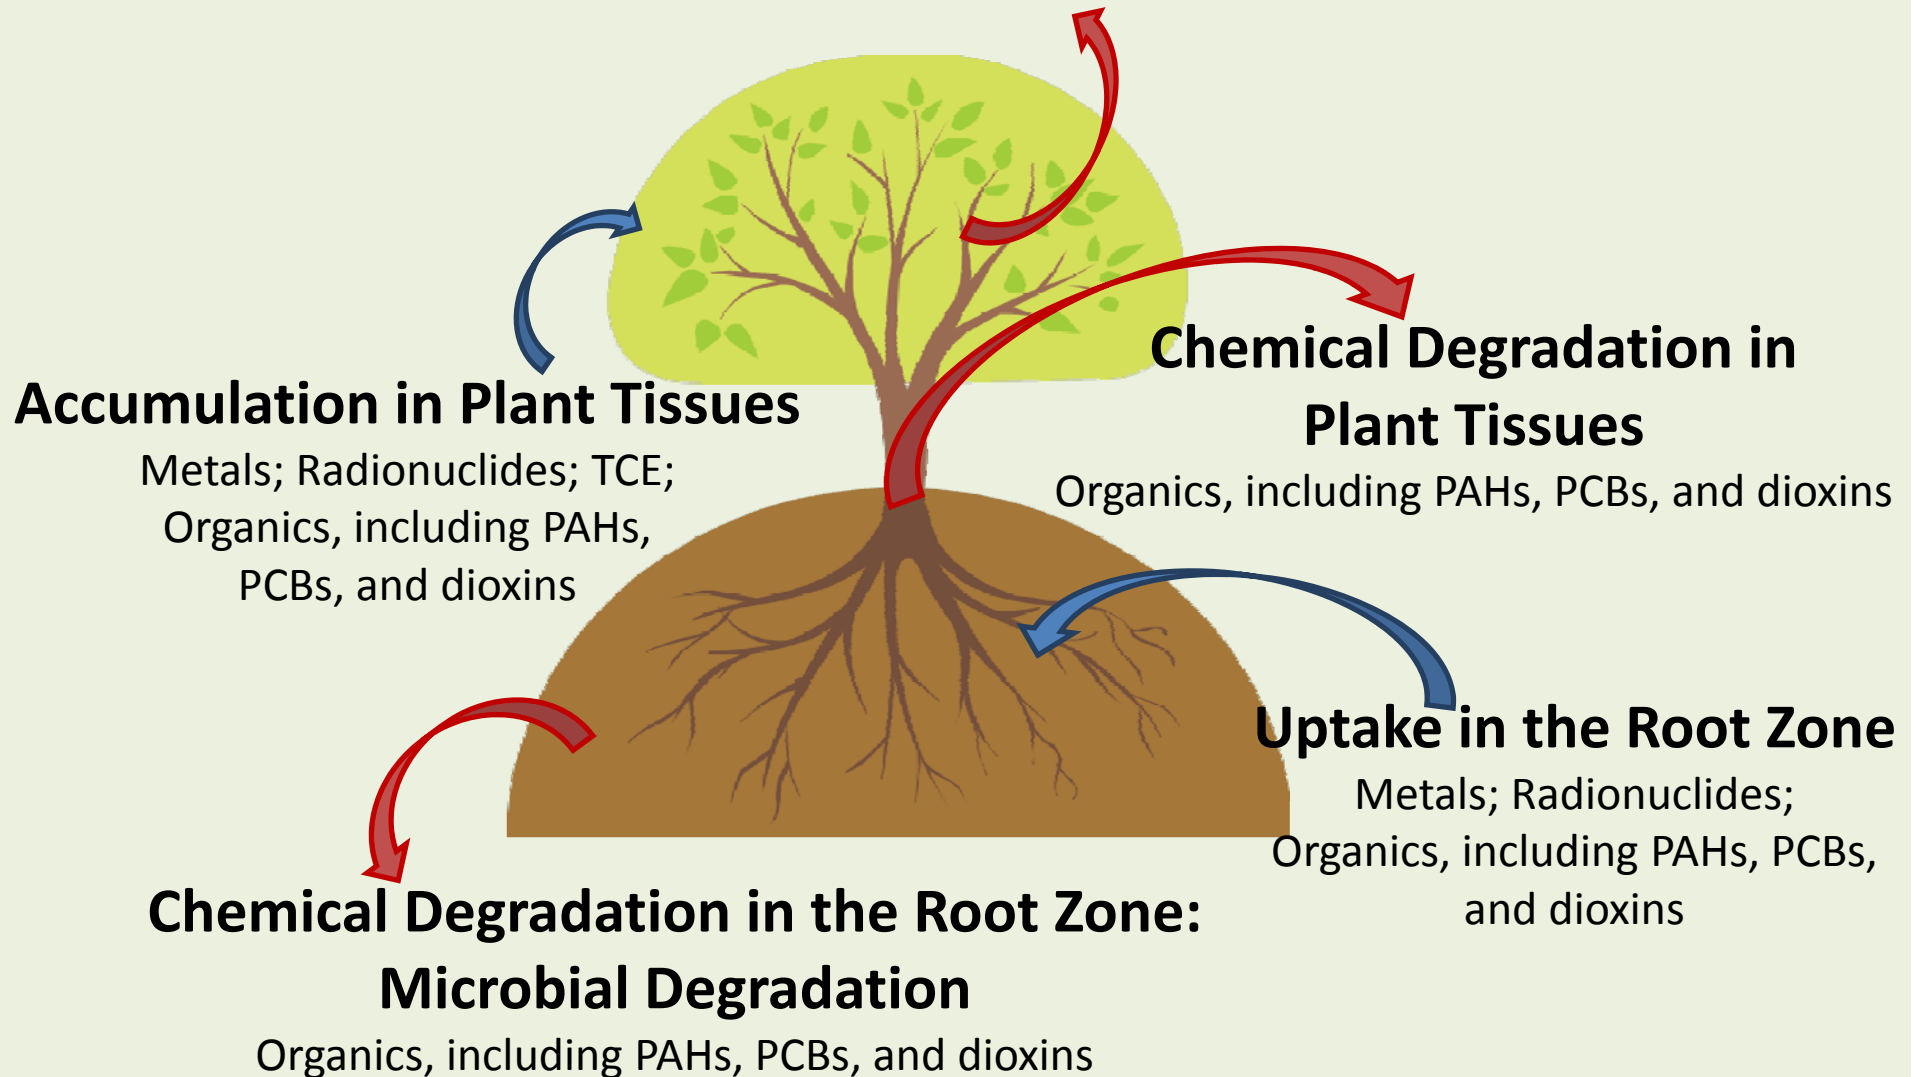 Chemical Degradation in
Plant Tissues
Organics, including PAHs, PCBs, and dioxins
Accumulation in Plant Tissues
Metals; Radionuclides; TCE;
Organics, including PAHs,
PCBs, and dioxins
Uptake in the Root Zone
Metals; Radionuclides;
Organics, including PAHs, PCBs,
and dioxins
Chemical Degradation in the Root Zone:
Microbial Degradation
Organics, including PAHs, PCBs, and dioxins